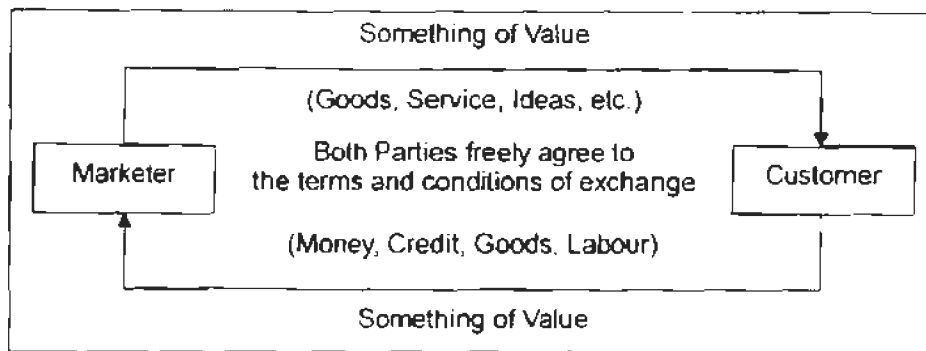 Something of Value
(Goods, Service, Ideas, etc.)
Both Parties freely agree to
the terms and conditions of exchange
Marketer
Customer
(Money, Credit, Goods, Labour)
Something of Value